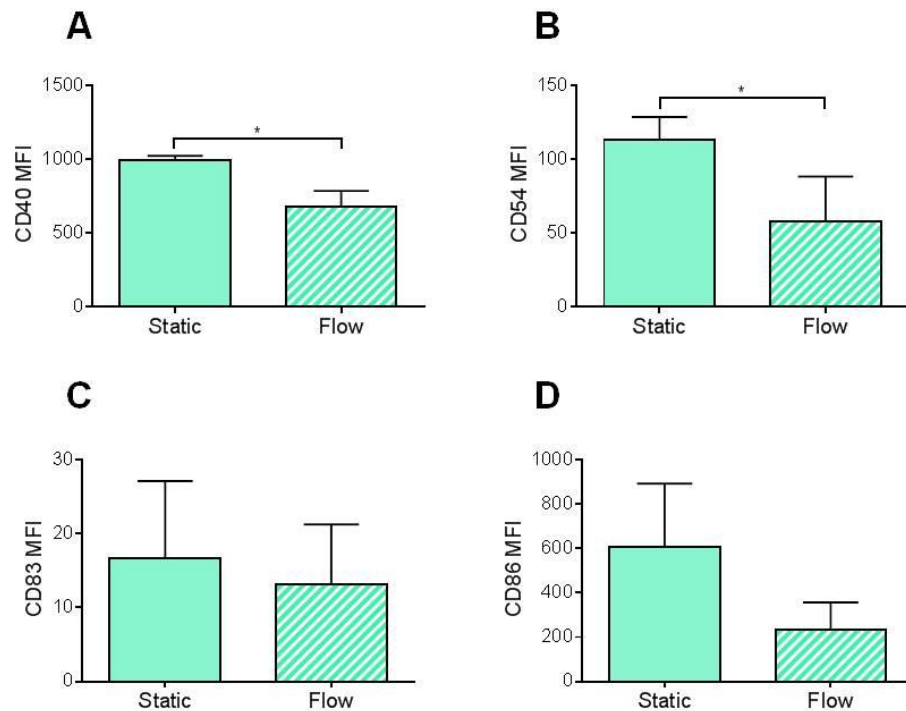 A
B
1500
1000
500
0
CD40 MFI
*
Static
Flow
150
100
50
0
CD54 MFI
*
Static
Flow
C
D
30
20
10
0
CD83 MFI
Static
Flow
1000
800
600
400
200
0
CD86 MFI
Static
Flow